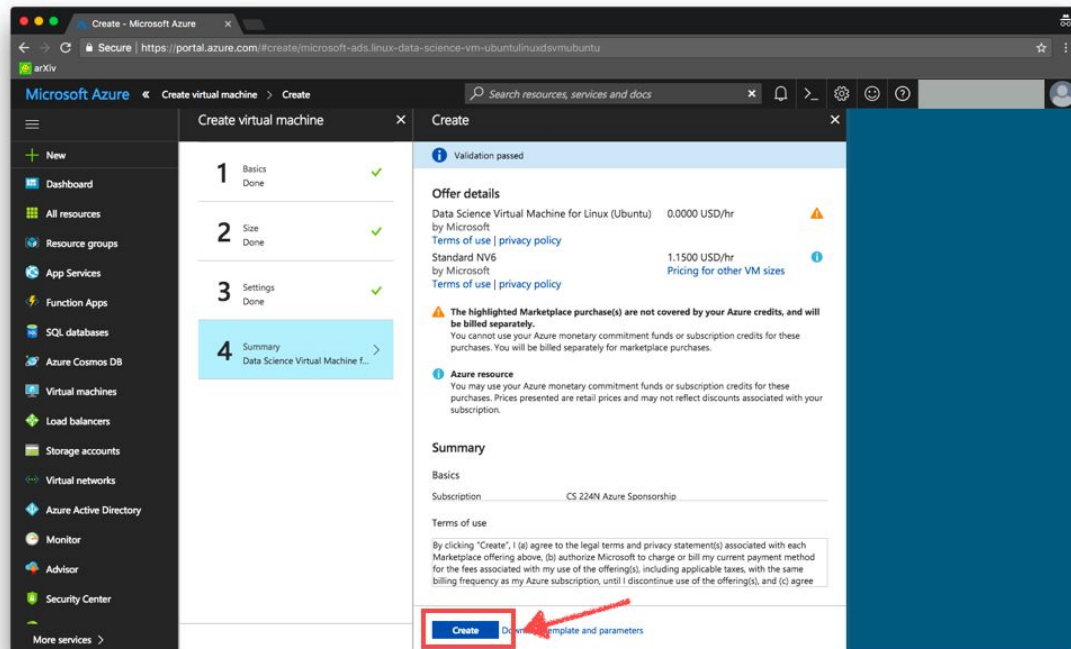 Create - Microsoft Azure
Secure | https://portal.azure.com/#create/microsoft-ads.linux-data-science-vm-ubuntulinuxdsvmubuntu
arXiv
Microsoft Azure « Create virtual machine > Create
Search resources, services and docs
New
Dashboard
All resources
Resource groups
App Services
Function Apps
SQL databases
Azure Cosmos DB
Virtual machines
Load balancers
Storage accounts
Virtual networks
Azure Active Directory
Monitor
Advisor
Security Center
More services >
Create virtual machine
1 Basics
Done
2 Size
Done
3 Settings
Done
4 Summary
Data Science Virtual Machine f...
Create
Validation passed
Offer details
Data Science Virtual Machine for Linux (Ubuntu) 0.0000 USD/hr
by Microsoft
Terms of use | privacy policy
Standard NV6 1.1500 USD/hr
by Microsoft Pricing for other VM sizes
Terms of use | privacy policy
The highlighted Marketplace purchase(s) are not covered by your Azure credits, and will
be billed separately.
You cannot use your Azure monetary commitment funds or subscription credits for these
purchases. You will be billed separately for marketplace purchases.
Azure resource
You may use your Azure monetary commitment funds or subscription credits for these
purchases. Prices presented are retail prices and may not reflect discounts associated with your
subscription.
Summary
Basics
Subscription CS 224N Azure Sponsorship
Terms of use
By clicking "Create", I (a) agree to the legal terms and privacy statement(s) associated with each
Marketplace offering above, (b) authorize Microsoft to charge or bill my current payment method
for the fees associated with my use of the offering(s), including applicable taxes, with the same
billing frequency as my Azure subscription, until I discontinue use of the offering(s), and (c) agree
Create template and parameters